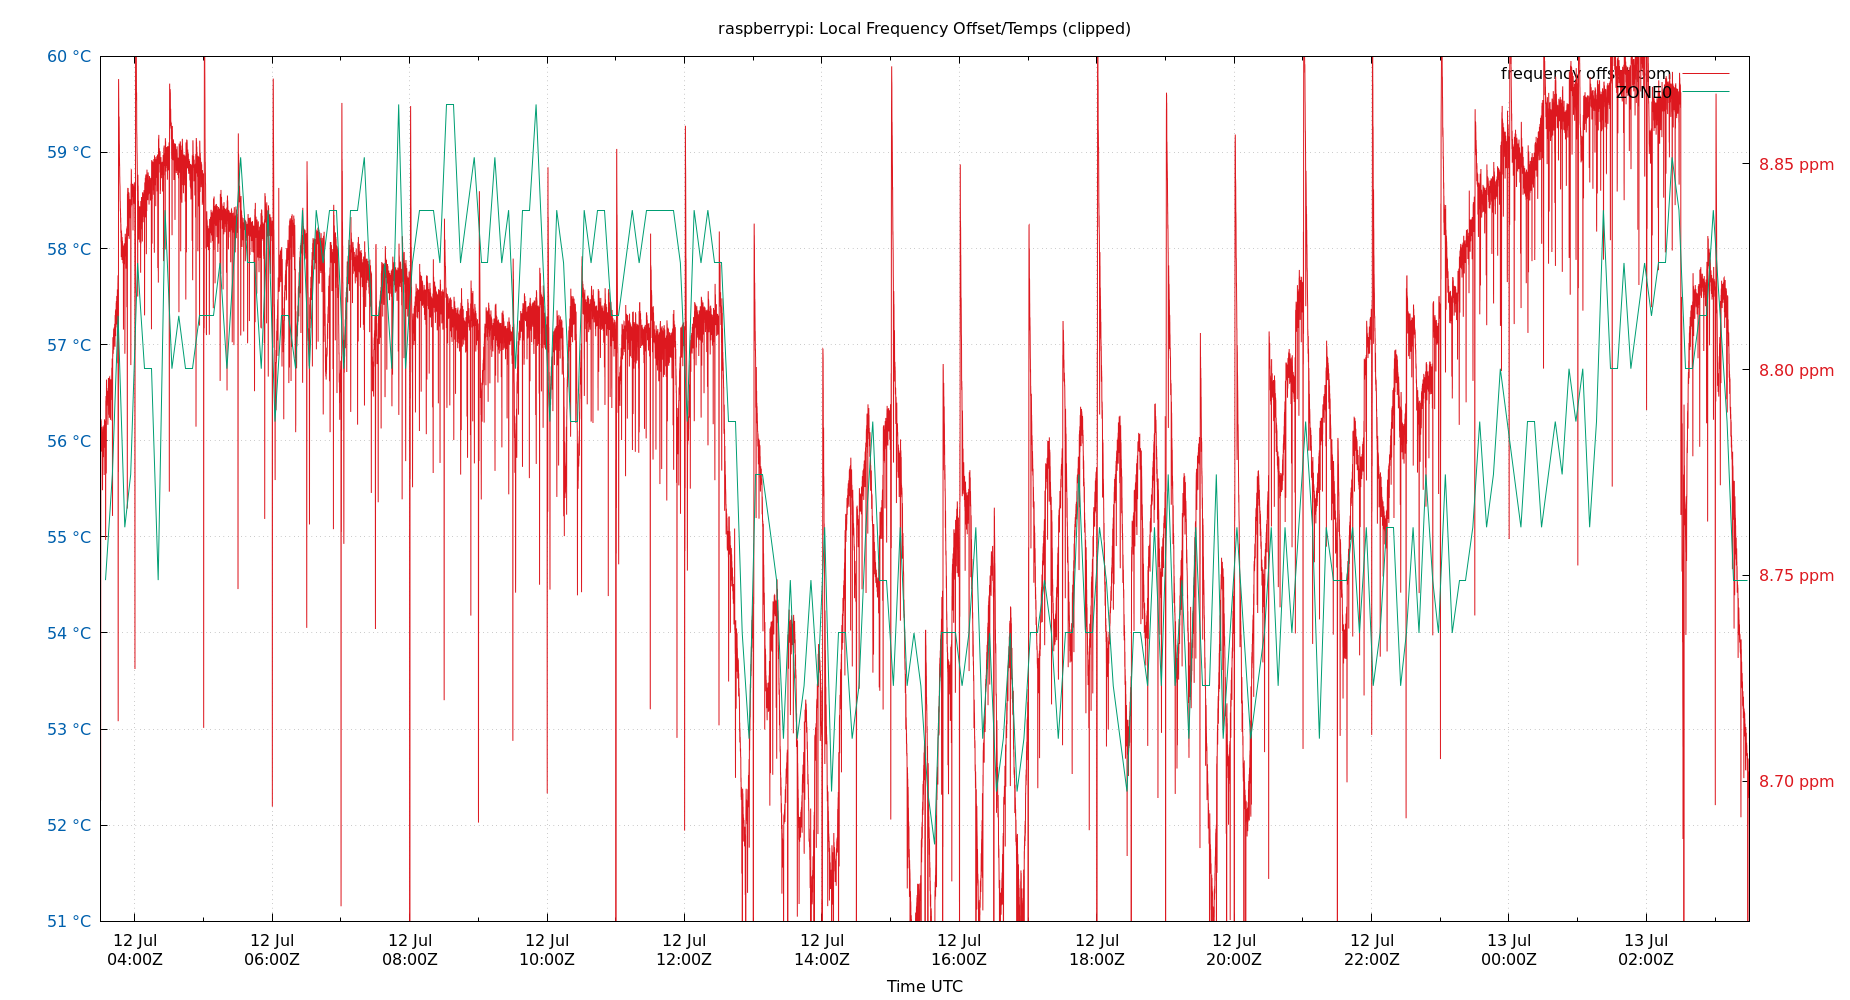 raspberrypi: Local Frequency Offset/Temps (clipped)
60 °C
59 °C
58 °C
57 °C
56 °C
55 °C
54 °C
53 °C
52 °C
51 °C
frequency offset ppm
ZONE0
8.85 ppm
8.80 ppm
8.75 ppm
8.70 ppm
12 Jul 12 Jul 12 Jul 12 Jul 12 Jul 12 Jul 12 Jul 12 Jul 12 Jul 12 Jul 13 Jul 13 Jul
04:00Z 06:00Z 08:00Z 10:00Z 12:00Z 14:00Z 16:00Z 18:00Z 20:00Z 22:00Z 00:00Z 02:00Z
Time UTC